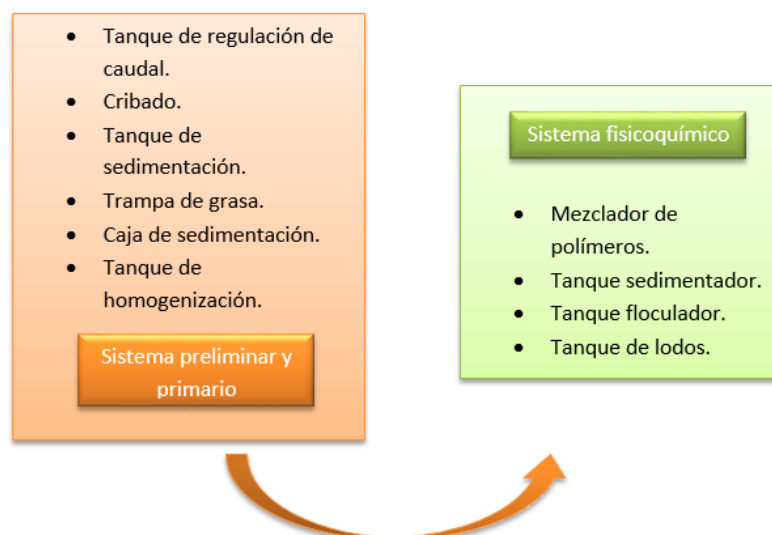 • Tanque de regulación de
caudal.
• Cribado.
• Tanque de
sedimentación.
• Trampa de grasa.
• Caja de sedimentación.
• Tanque de
homogenización.
Sistema preliminar y
primario
Sistema fisicoquímico
• Mezclador de
polímeros.
• Tanque sedimentador.
• Tanque floculador.
• Tanque de lodos.